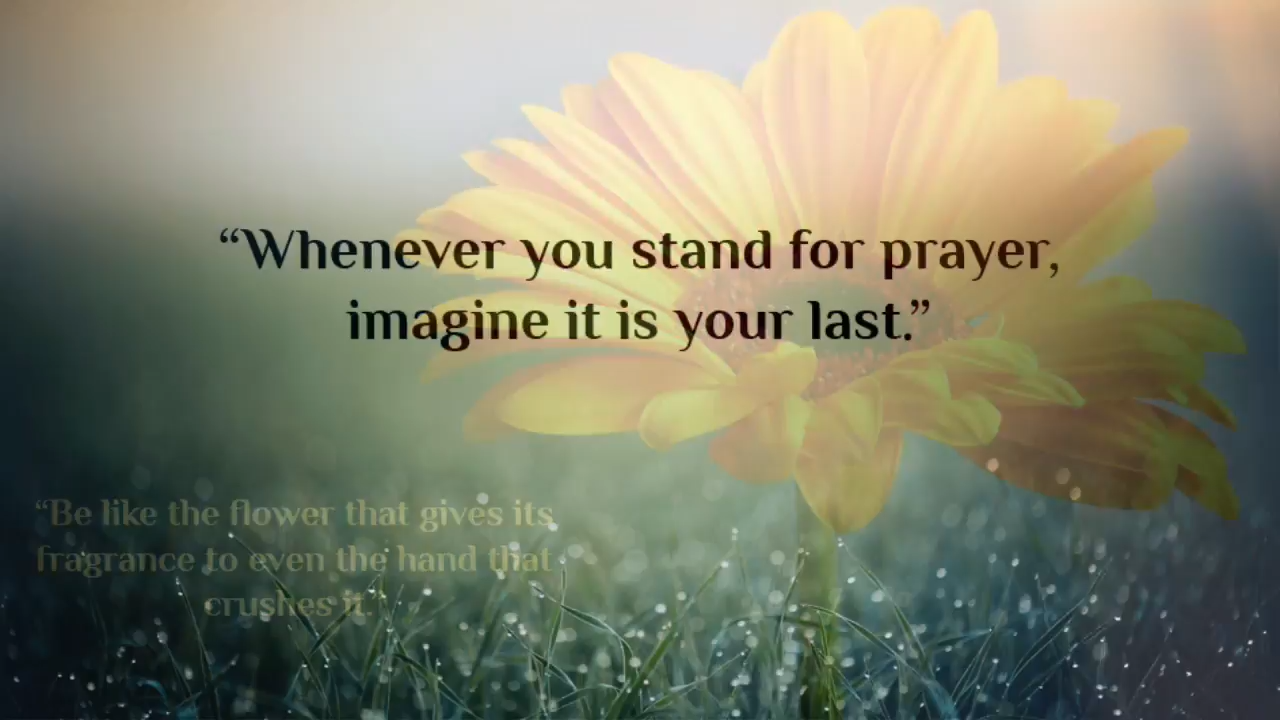 “Whenever you stand for prayer,
imagine it is your last.”
“Be like the flower that gives its
fragrance to even the hand that
crushes it.”